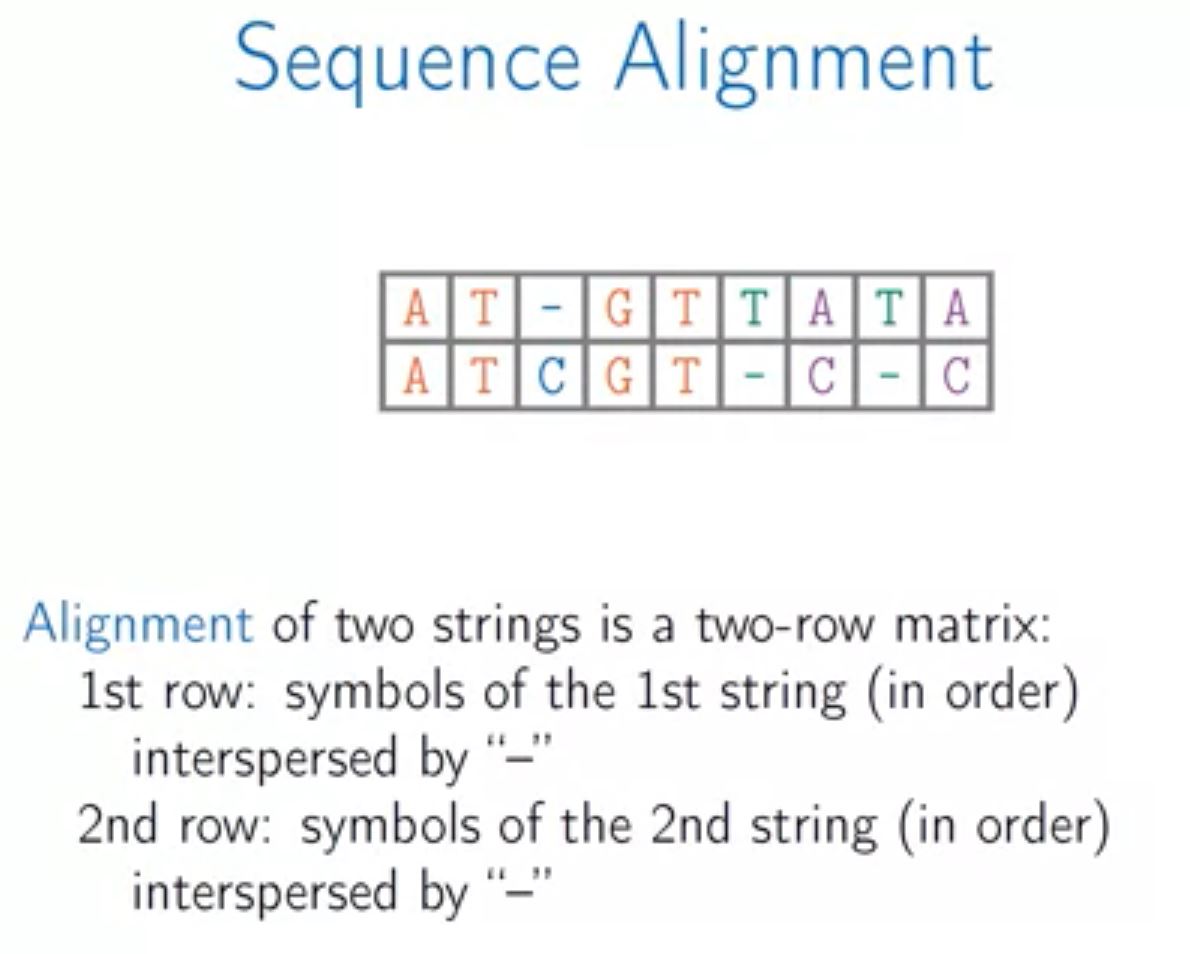 Sequence Alignment
A T - G T T A T A
A T C G T - C - C
Alignment of two strings is a two-row matrix:
1st row: symbols of the 1st string (in order)
interspersed by “–”
2nd row: symbols of the 2nd string (in order)
interspersed by “–”